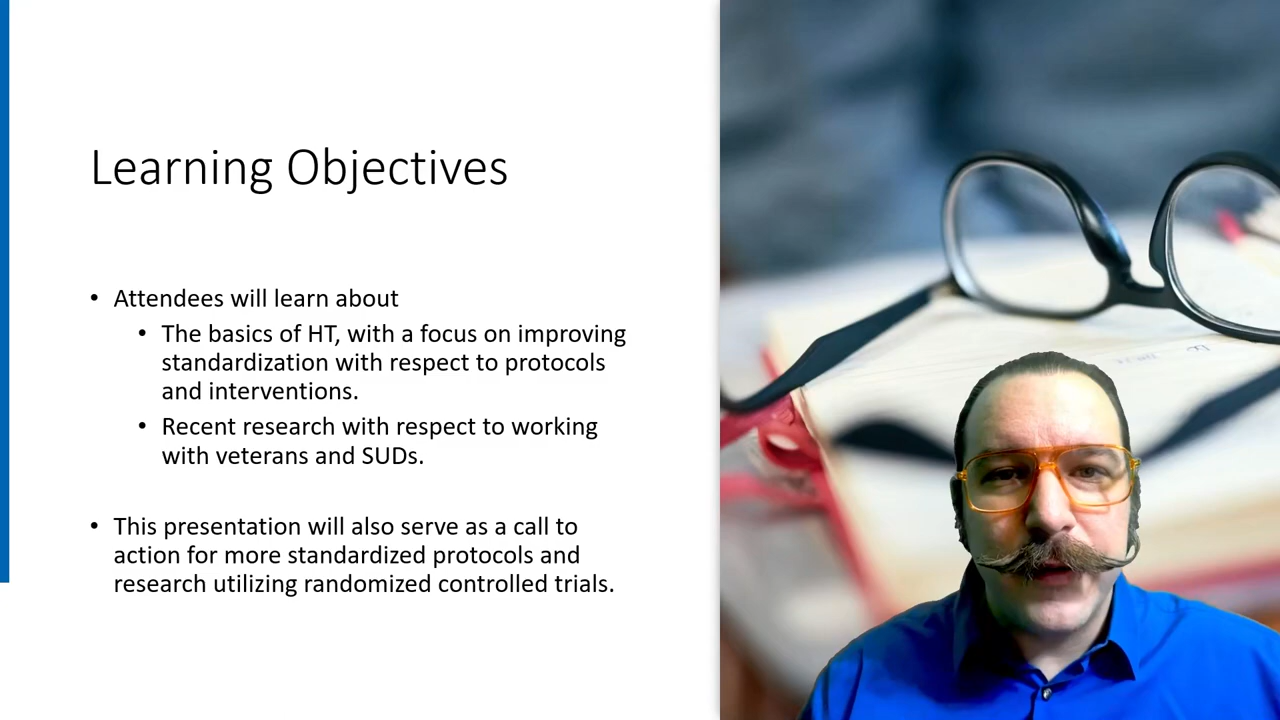 Learning Objectives
• Attendees will learn about
• The basics of HT, with a focus on improving
standardization with respect to protocols
and interventions.
• Recent research with respect to working
with veterans and SUDs.
• This presentation will also serve as a call to
action for more standardized protocols and
research utilizing randomized controlled trials.